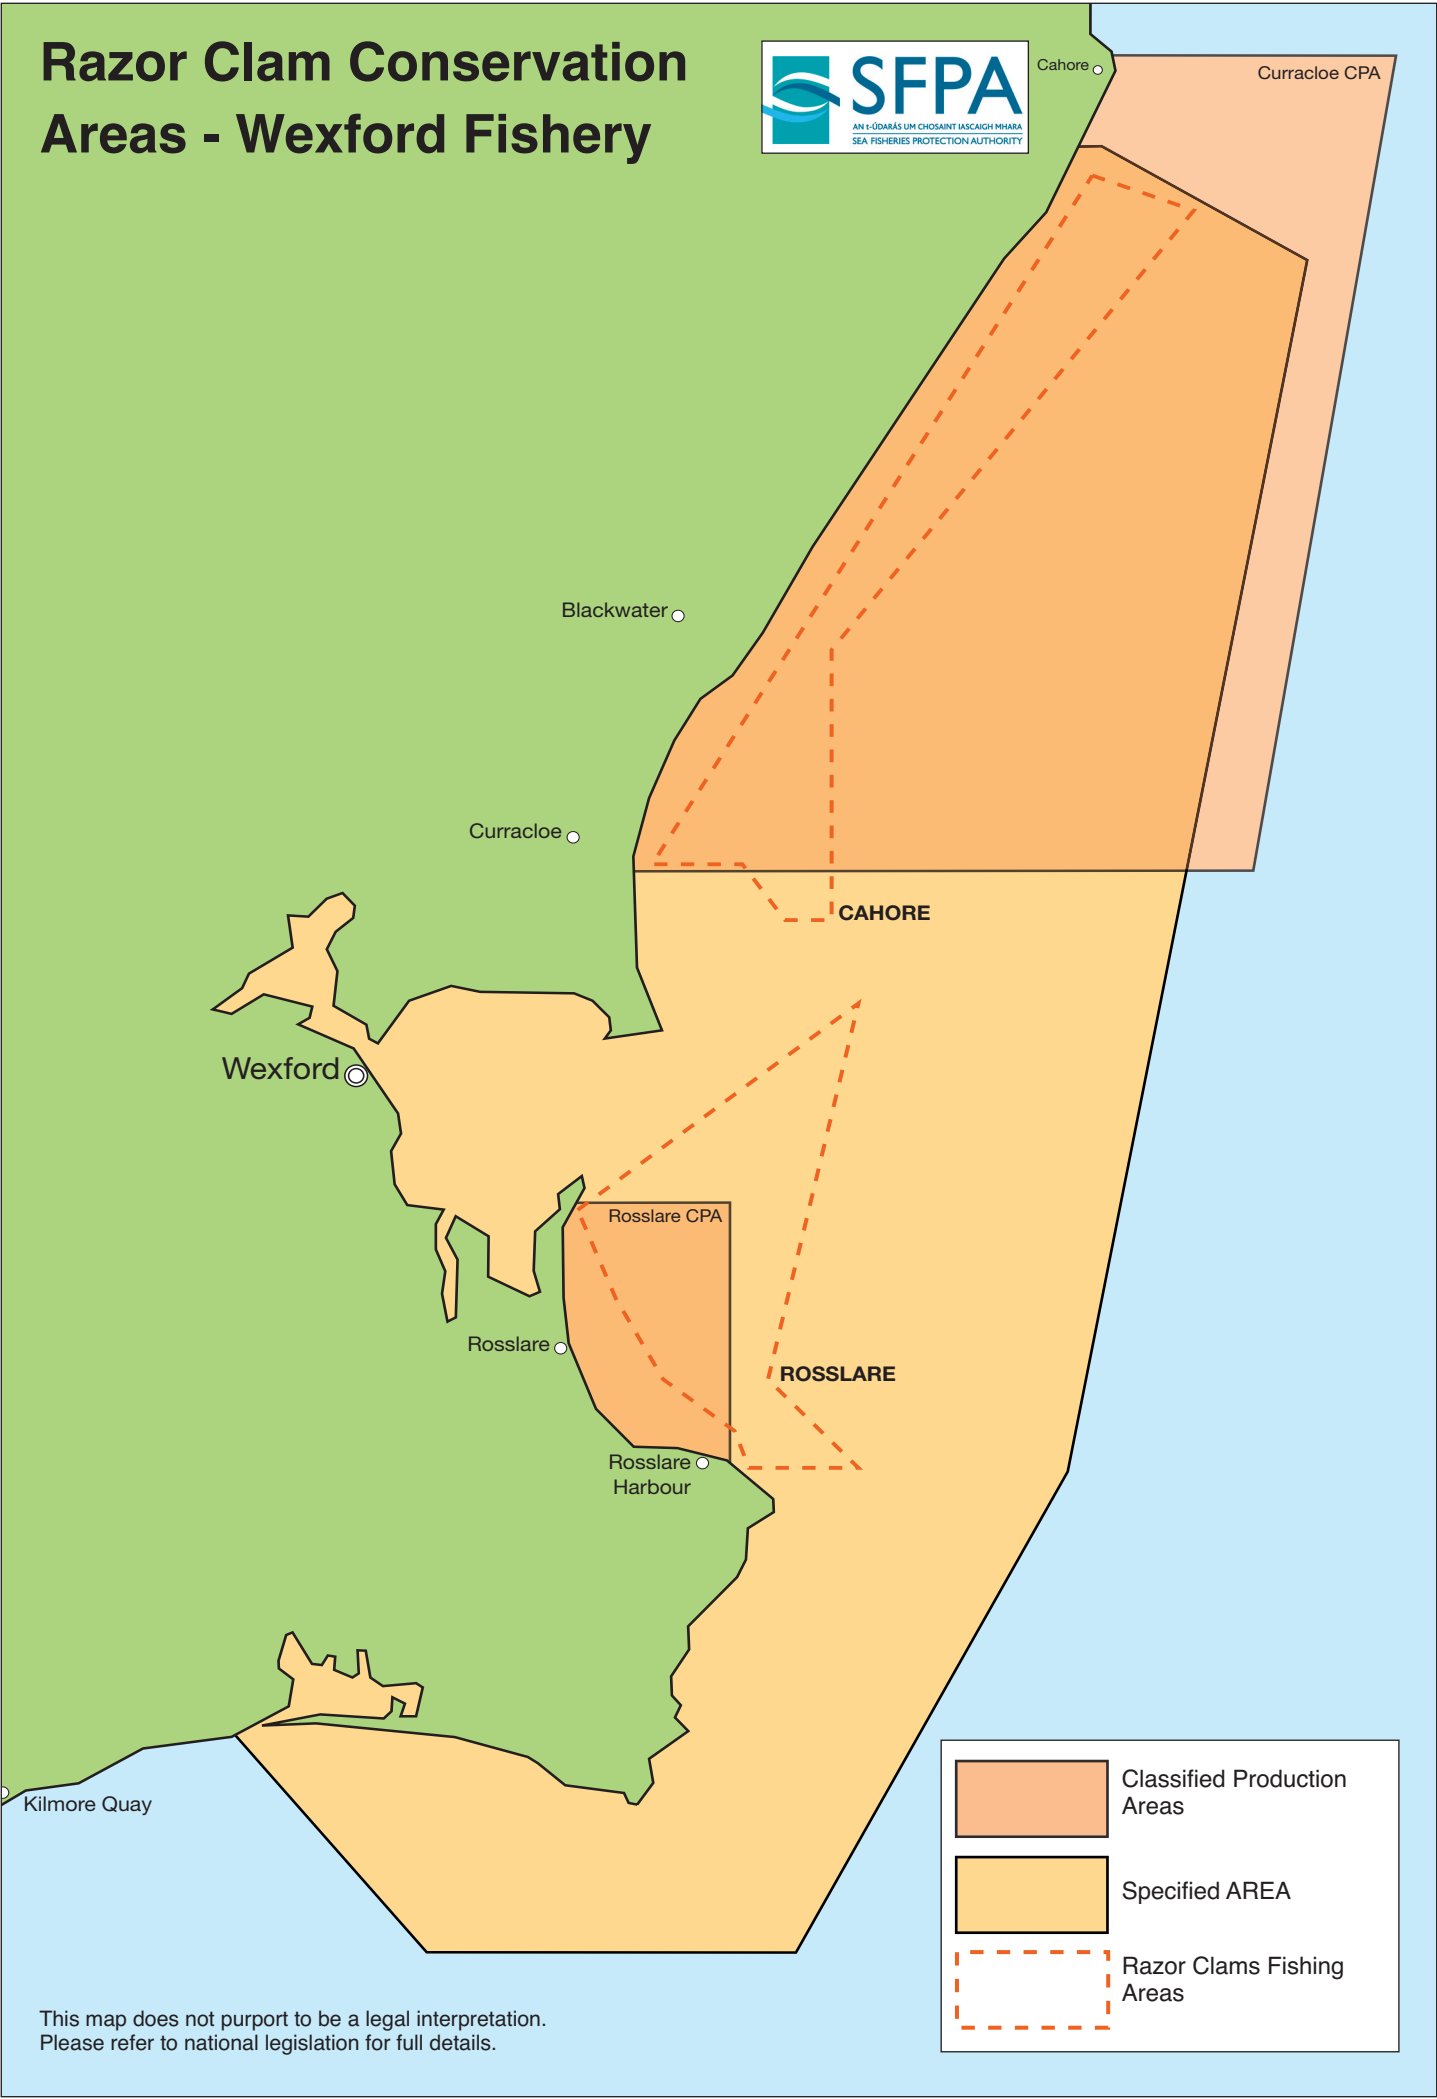 Razor Clam Conservation
Areas - Wexford Fishery
SFPA
AN t-ÚDARÁS UM CHOSAINT IASCAIGH MHARA
SEA FISHERIES PROTECTION AUTHORITY
Cahore
Curracloe CPA
Blackwater
Curracloe
CAHORE
Wexford
Rosslare CPA
Rosslare
ROSSLARE
Rosslare
Harbour
Kilmore Quay
Classified Production
Areas
Specified AREA
Razor Clams Fishing
Areas
This map does not purport to be a legal interpretation.
Please refer to national legislation for full details.